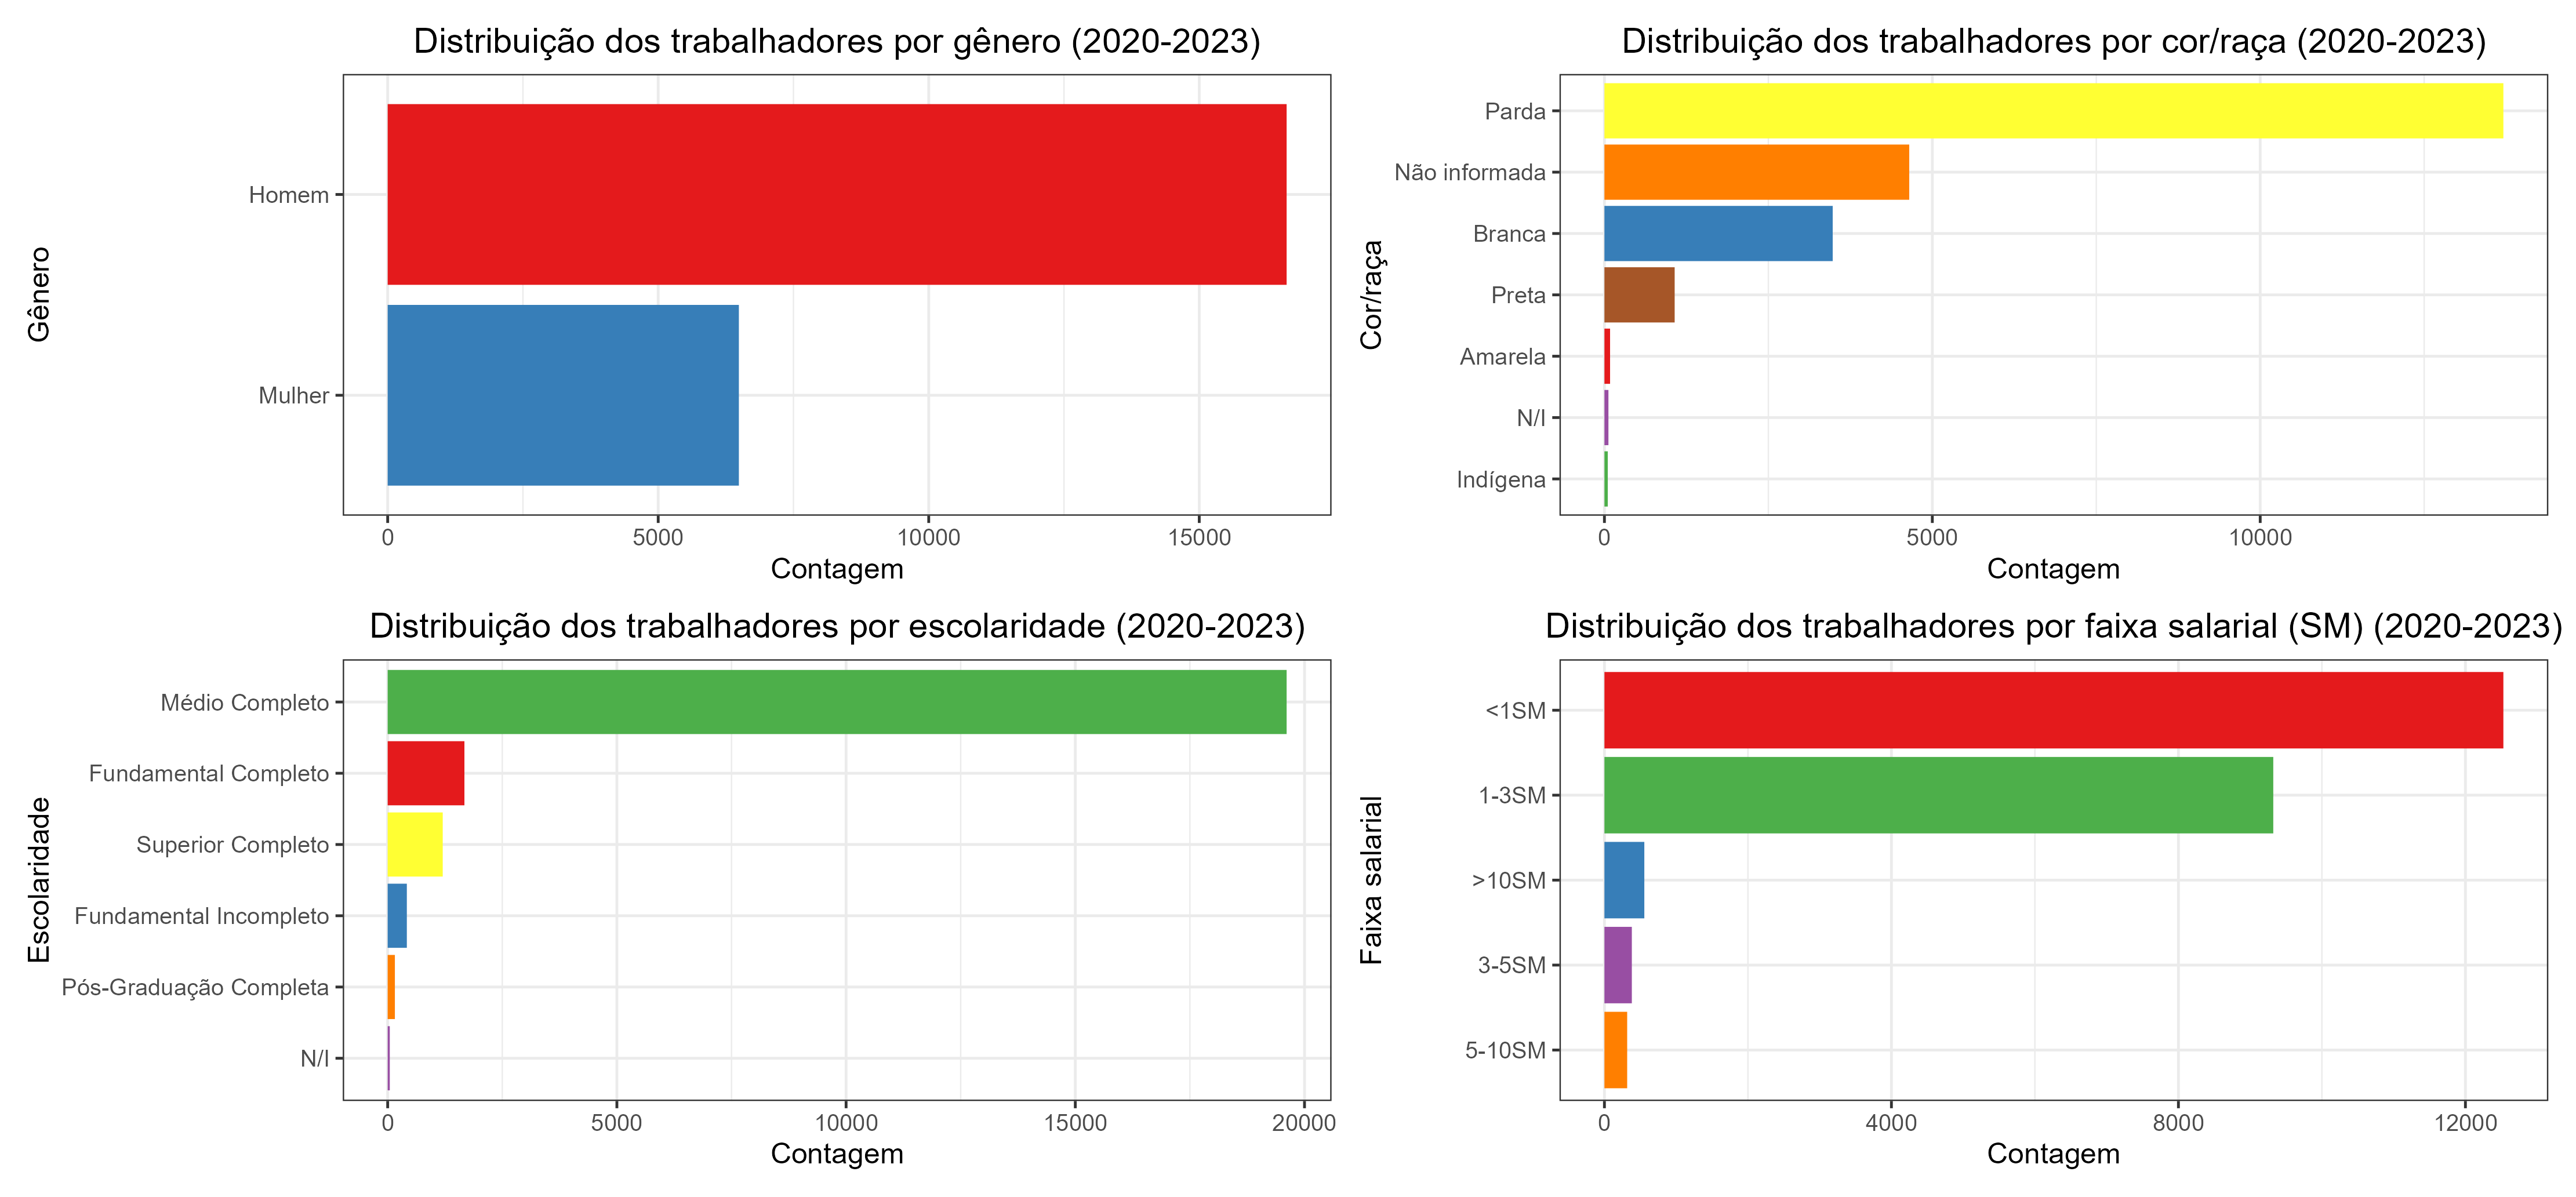 Distribuição dos trabalhadores por gênero (2020-2023)
Gênero
Homem
Mulher
0 5000 10000 15000
Contagem
Distribuição dos trabalhadores por cor/raça (2020-2023)
Cor/raça
Parda
Não informada
Branca
Preta
Amarela
N/I
Indígena
0 5000 10000
Contagem
Distribuição dos trabalhadores por escolaridade (2020-2023)
Escolaridade
Médio Completo
Fundamental Completo
Superior Completo
Fundamental Incompleto
Pós-Graduação Completa
N/I
0 5000 10000 15000 20000
Contagem
Distribuição dos trabalhadores por faixa salarial (SM) (2020-2023)
Faixa salarial
<1SM
1-3SM
>10SM
3-5SM
5-10SM
0 4000 8000 12000
Contagem